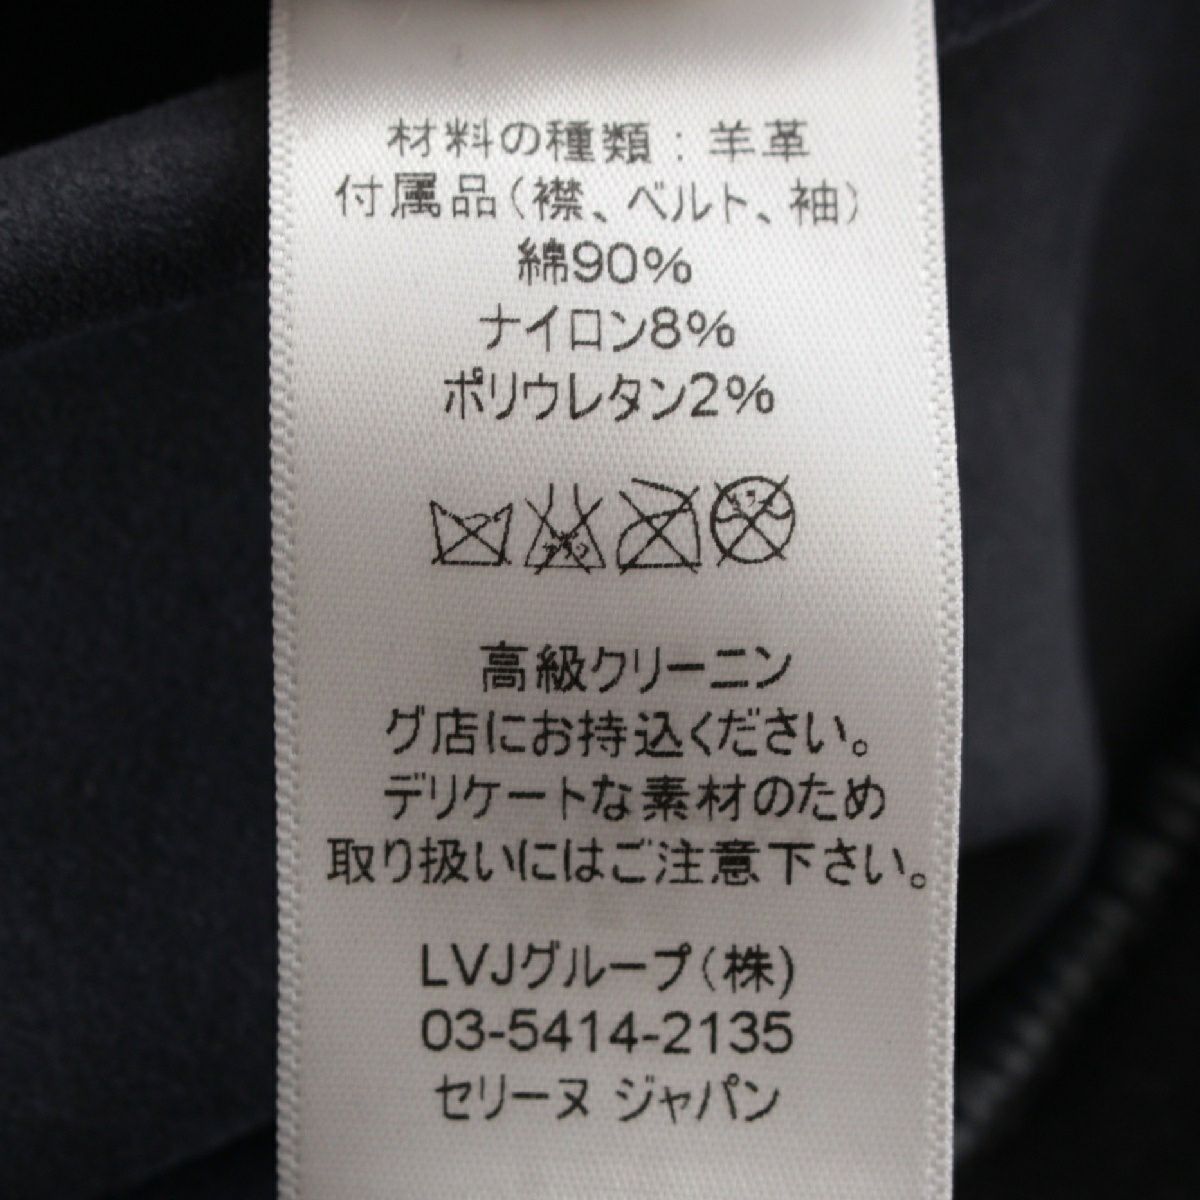 材料の種類：羊革
付属品（襟、ベルト、袖）
綿90%
ナイロン8%
ポリウレタン2%
高級クリーニン
グ店にお持込ください。
デリケートな素材のため
取り扱いにはご注意下さい。
LVJグループ（株）
03-5414-2135
セリーヌ ジャパン